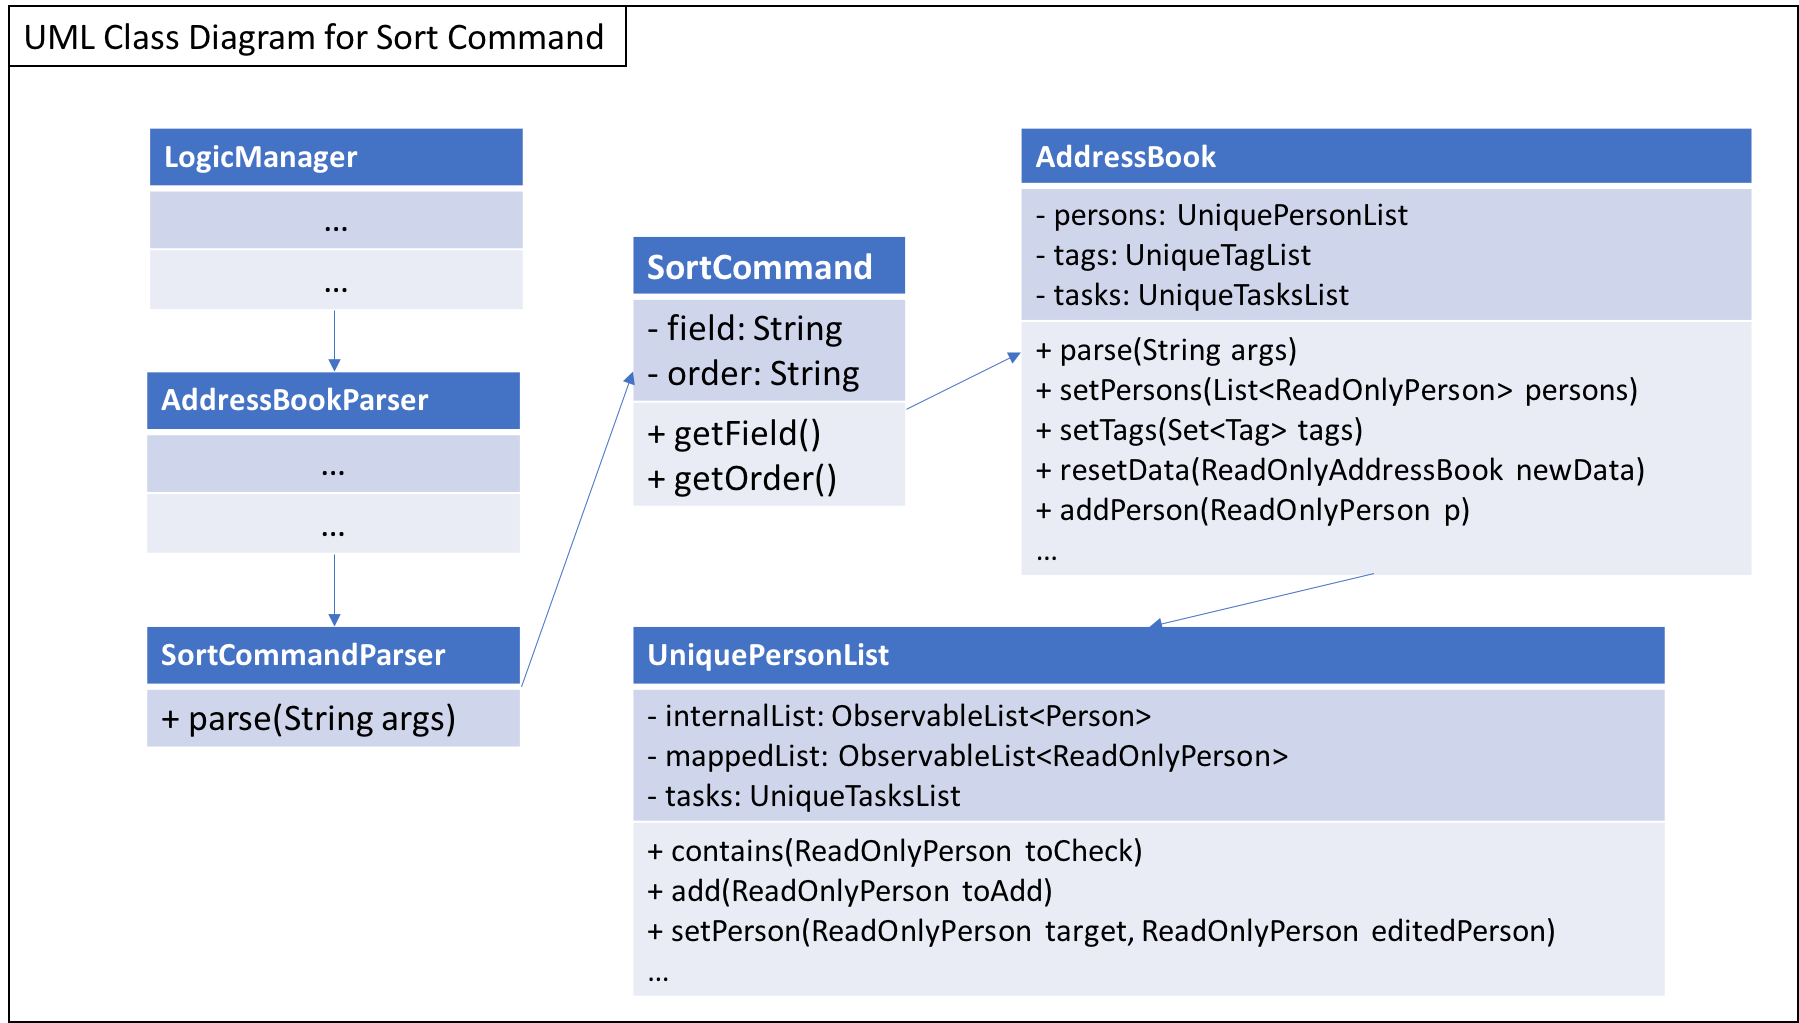 UML Class Diagram for Sort Command
LogicManager
...
...
AddressBookParser
...
...
SortCommandParser
+ parse(String args)
SortCommand
- field: String
- order: String
+ getField()
+ getOrder()
AddressBook
- persons: UniquePersonList
- tags: UniqueTagList
- tasks: UniqueTasksList
+ parse(String args)
+ setPersons(List<ReadOnlyPerson> persons)
+ setTags(Set<Tag> tags)
+ resetData(ReadOnlyAddressBook newData)
+ addPerson(ReadOnlyPerson p)
...
UniquePersonList
- internalList: ObservableList<Person>
- mappedList: ObservableList<ReadOnlyPerson>
- tasks: UniqueTasksList
+ contains(ReadOnlyPerson toCheck)
+ add(ReadOnlyPerson toAdd)
+ setPerson(ReadOnlyPerson target, ReadOnlyPerson editedPerson)
...